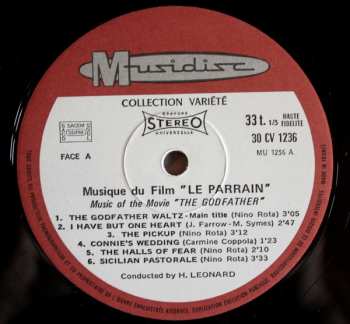 Musidisc
COLLECTION VARIÉTÉ
GRAVURE
STEREO
UNIVERSELLE
33 t. 1/3 HAUTE FIDELITE
30 CV 1236
MU 1256 A
SACEM
FACE A
Musique du Film "LE PARRAIN"
Music of the Movie "THE GODFATHER"
1. THE GODFATHER WALTZ - Main title (Nino Rota) 3'05
2. I HAVE BUT ONE HEART (J. Farrow - M. Symes) 2'47
3. THE PICKUP (Nino Rota) 3'12
4. CONNIE'S WEDDING (Carmine Coppola) 1'23
5. THE HALLS OF FEAR (Nino Rota) 2'10
6. SICILIAN PASTORALE (Nino Rota) 3'33
Conducted by H. LEONARD